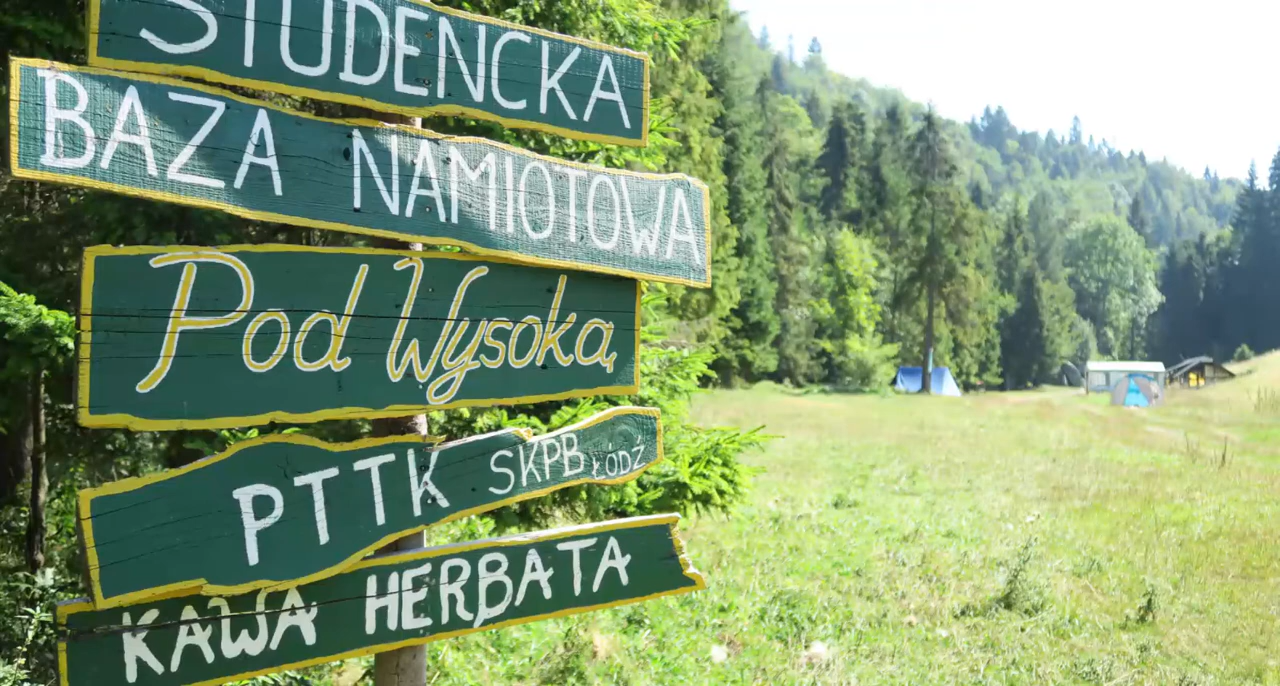 STUDENCKA
BAZA NAMIOTOWA
Pod Wysoką
PTTK SKPB ŁÓDŹ
KAWA HERBATA